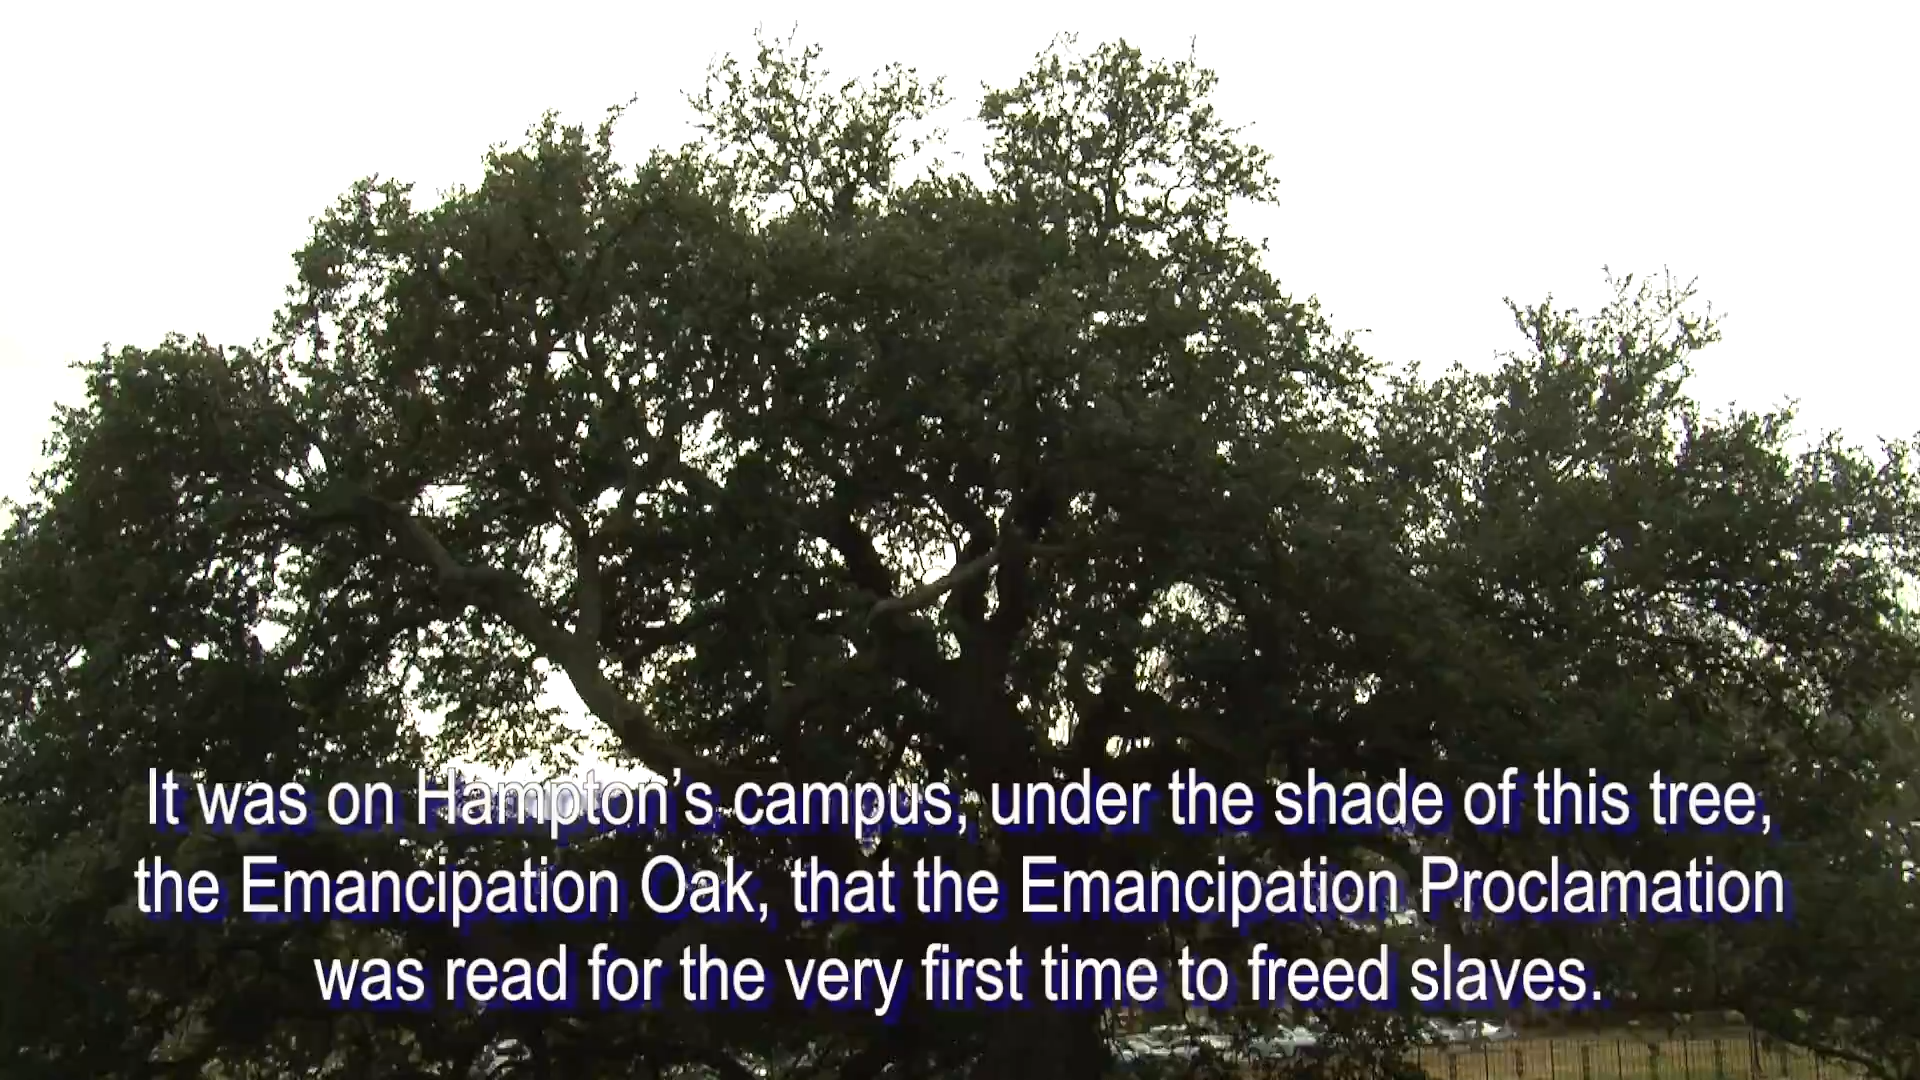 It was on Hampton’s campus, under the shade of this tree,
the Emancipation Oak, that the Emancipation Proclamation
was read for the very first time to freed slaves.